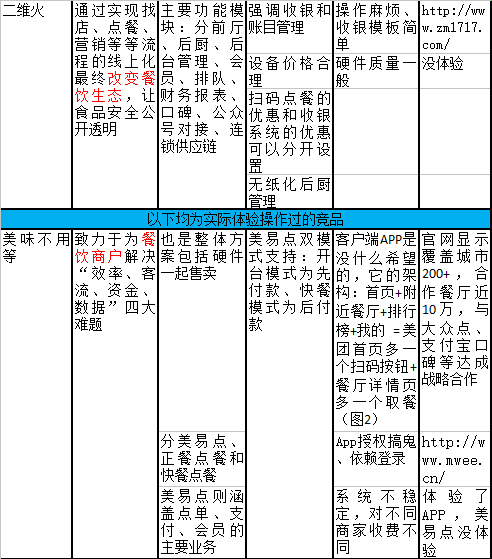 二维火
通过实现找
店、点餐、
营销等等流
程的线上化
最终改变餐
饮生态，让
食品安全公
开透明
主要功能模
块：分前厅
、后厨、后
台管理、会
员、排队、
财务报表、
口碑、公众
号对接、连
锁供应链
强调收银和
账目管理
操作麻烦、
收银模板简
单
http://ww
w.zm1717.
com/
设备价格合
理
硬件质量一
般
没体验
扫码点餐的
优惠和收银
系统的优惠
可以分开设
置
无纸化后厨
管理
以下均为实际体验操作过的竞品
美味不用
等
致力于为餐
饮商户解决
“效率、客
流、资金、
数据”四大
难题
也是整体方
案包括硬件
一起售卖
美易点双模
式支持：开
台模式为先
付款、快餐
模式为后付
款
客户端APP是
没什么希望
的，它的架
构：首页+附
近餐厅+排行
榜+我的 =美
团首页多一
个扫码按钮+
餐厅详情页
多一个取餐
（图2）
官网显示
覆盖城市
200+，合
作餐厅近
10万，与
大众点、
支付宝口
碑等达成
战略合作
分美易点、
正餐点餐和
快餐点餐
App授权搞鬼
、依赖登录
http://w
ww.mwee.
cn/
美易点则涵
盖点单、支
付、会员的
主要业务
系统不稳
定，对不同
商家收费不
同
体验了
APP，美
易点没体
验